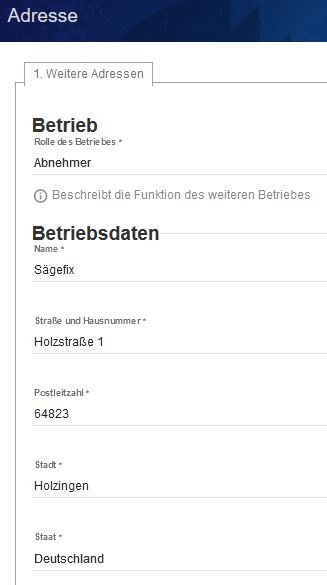 Adresse
1. Weitere Adressen
Betrieb
Rolle des Betriebes *
Abnehmer
Beschreibt die Funktion des weiteren Betriebes
Betriebsdaten
Name *
Sägefix
Straße und Hausnummer *
Holzstraße 1
Postleitzahl *
64823
Stadt *
Holzingen
Staat *
Deutschland